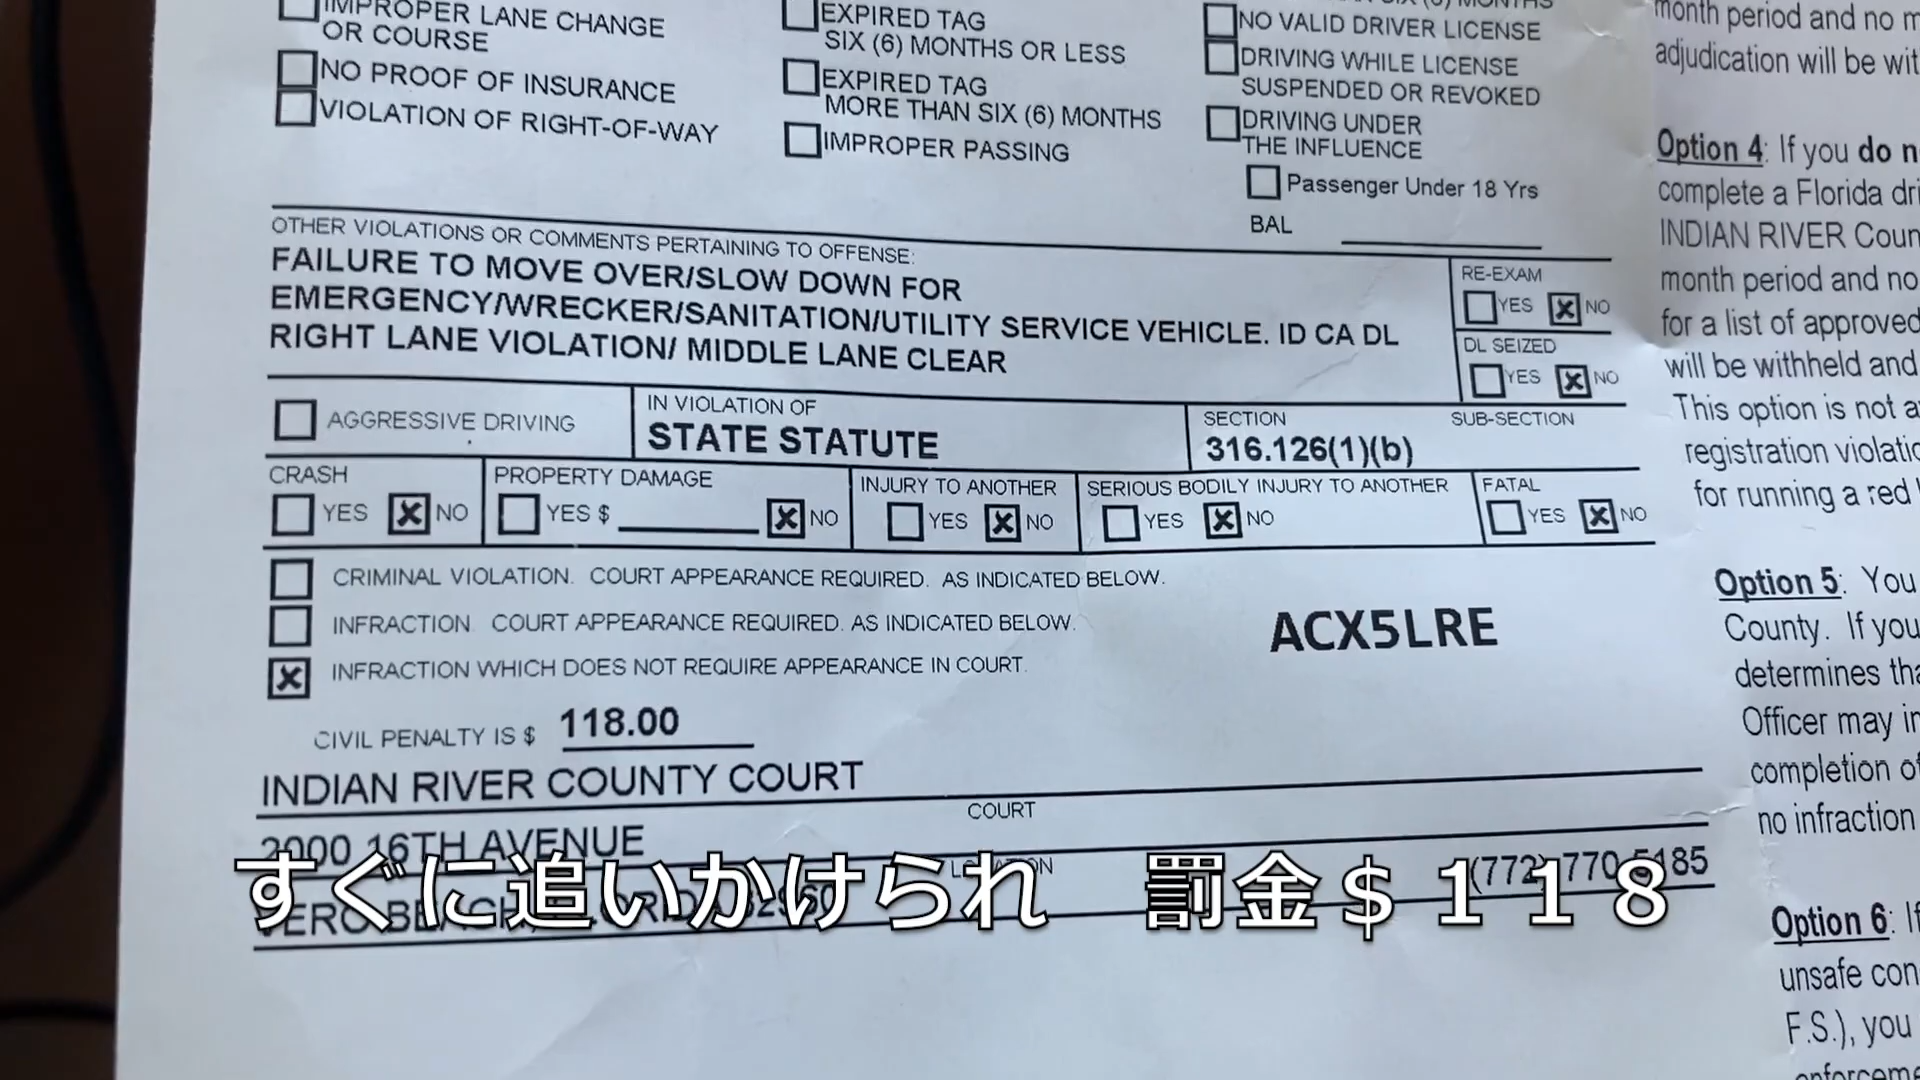 IMPROPER LANE CHANGE
OR COURSE
NO PROOF OF INSURANCE
VIOLATION OF RIGHT-OF-WAY
EXPIRED TAG
SIX (6) MONTHS OR LESS
EXPIRED TAG
MORE THAN SIX (6) MONTHS
IMPROPER PASSING
NO VALID DRIVER LICENSE
DRIVING WHILE LICENSE
SUSPENDED OR REVOKED
DRIVING UNDER
THE INFLUENCE
Passenger Under 18 Yrs
BAL
OTHER VIOLATIONS OR COMMENTS PERTAINING TO OFFENSE:
FAILURE TO MOVE OVER/SLOW DOWN FOR
EMERGENCY/WRECKER/SANITATION/UTILITY SERVICE VEHICLE. ID CA DL
RIGHT LANE VIOLATION/ MIDDLE LANE CLEAR
RE-EXAM
YES NO
DL SEIZED
YES NO
AGGRESSIVE DRIVING
IN VIOLATION OF
STATE STATUTE
SECTION SUB-SECTION
316.126(1)(b)
CRASH
YES NO
PROPERTY DAMAGE
YES $ NO
INJURY TO ANOTHER
YES NO
SERIOUS BODILY INJURY TO ANOTHER
YES NO
FATAL
YES NO
CRIMINAL VIOLATION. COURT APPEARANCE REQUIRED. AS INDICATED BELOW.
INFRACTION. COURT APPEARANCE REQUIRED. AS INDICATED BELOW.
INFRACTION WHICH DOES NOT REQUIRE APPEARANCE IN COURT.
ACX5LRE
CIVIL PENALTY IS $ 118.00
INDIAN RIVER COUNTY COURT
COURT
2000 16TH AVENUE
(772) 770-5185
すぐに追いかけられ 罰金＄１１８
month period and no
adjudication will be
Option 4: If you do
complete a Florida
INDIAN RIVER
month period and no
for a list of approved
will be withheld and
This option is not
registration
for running a red
Option 5: You
County. If you
determines
Officer may
completion
no infraction
Option 6:
unsafe
F.S.), you